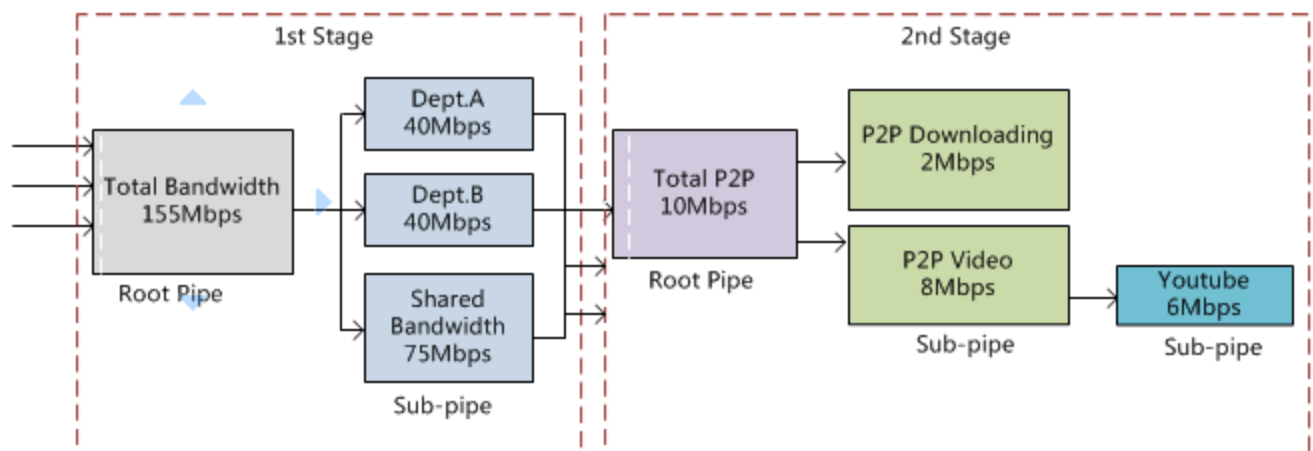 1st Stage
Total Bandwidth
155Mbps
Root Pipe
Dept.A
40Mbps
Dept.B
40Mbps
Shared
Bandwidth
75Mbps
Sub-pipe
2nd Stage
Total P2P
10Mbps
Root Pipe
P2P Downloading
2Mbps
P2P Video
8Mbps
Sub-pipe
Youtube
6Mbps
Sub-pipe